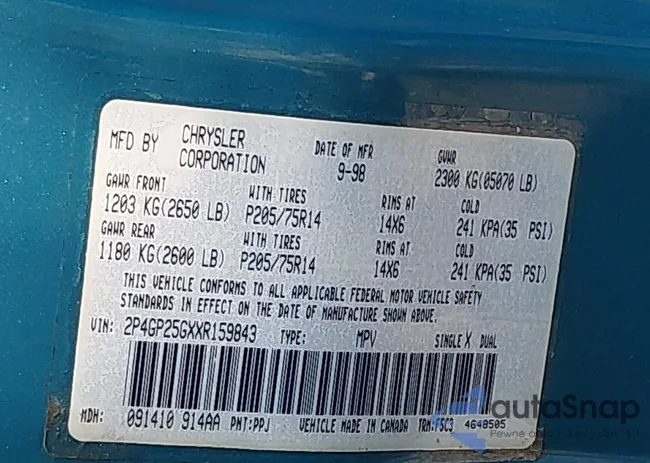 MFD BY CHRYSLER CORPORATION DATE OF MFR 9-98 GVWR 2300 KG(05070 LB)
GAWR FRONT WITH TIRES RIMS AT COLD
1203 KG(2650 LB) P205/75R14 14X6 241 KPA(35 PSI)
GAWR REAR WITH TIRES RIMS AT COLD
1180 KG(2600 LB) P205/75R14 14X6 241 KPA(35 PSI)
THIS VEHICLE CONFORMS TO ALL APPLICABLE FEDERAL MOTOR VEHICLE SAFETY
STANDARDS IN EFFECT ON THE DATE OF MANUFACTURE SHOWN ABOVE.
VIN: 2P4GP25GXXR159843 TYPE: MPV SINGLE X DUAL
MDH: 091410 914AA PNT:PPJ VEHICLE MADE IN CANADA TRM:FSC3 4648505
autoSnap